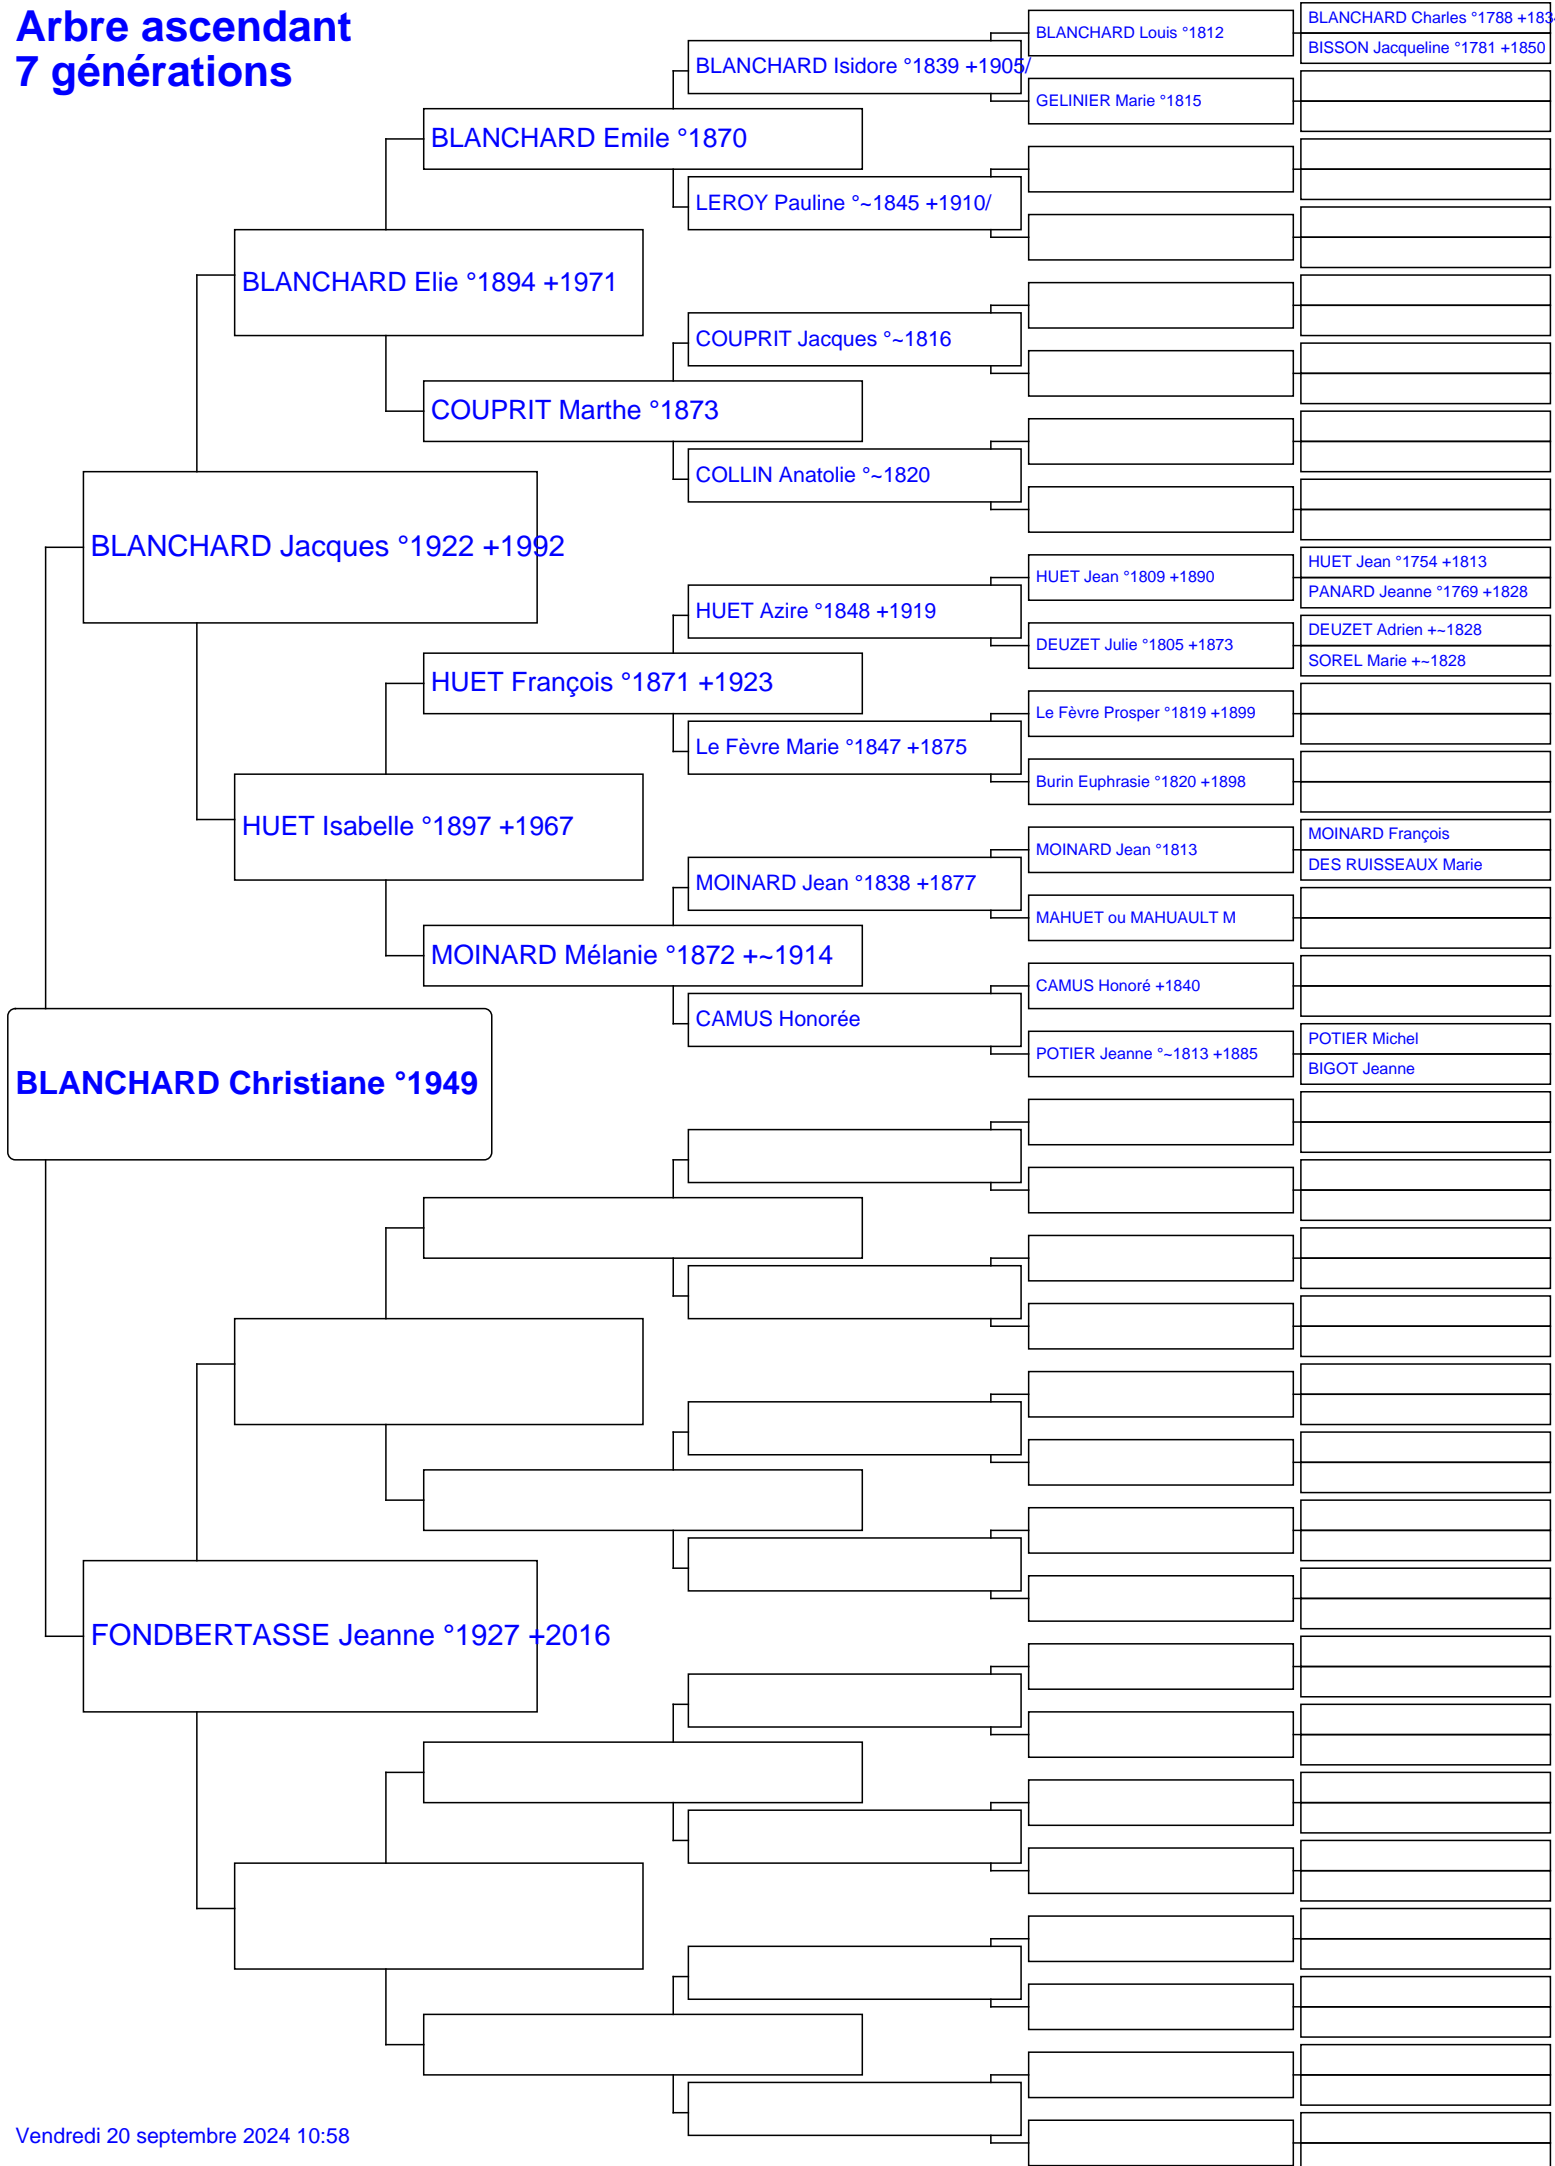 Arbre ascendant
7 générations
BLANCHARD Christiane °1949
BLANCHARD Jacques °1922 +1992
FONDBERTASSE Jeanne °1927 +2016
BLANCHARD Elie °1894 +1971
HUET Isabelle °1897 +1967
BLANCHARD Emile °1870
COUPRIT Marthe °1873
HUET François °1871 +1923
MOINARD Mélanie °1872 +~1914
BLANCHARD Isidore °1839 +1905/
LEROY Pauline °~1845 +1910/
COUPRIT Jacques °~1816
COLLIN Anatolie °~1820
HUET Azire °1848 +1919
Le Fèvre Marie °1847 +1875
MOINARD Jean °1838 +1877
CAMUS Honorée
BLANCHARD Louis °1812
GELINIER Marie °1815
HUET Jean °1809 +1890
DEUZET Julie °1805 +1873
Le Fèvre Prosper °1819 +1899
Burin Euphrasie °1820 +1898
MOINARD Jean °1813
MAHUET ou MAHUAULT M
CAMUS Honoré +1840
POTIER Jeanne °~1813 +1885
BLANCHARD Charles °1788
BISSON Jacqueline °1781 +1850
HUET Jean °1754 +1813
PANARD Jeanne °1769 +1828
DEUZET Adrien +~1828
SOREL Marie +~1828
MOINARD François
DES RUISSEAUX Marie
POTIER Michel
BIGOT Jeanne
Vendredi 20 septembre 2024 10:58